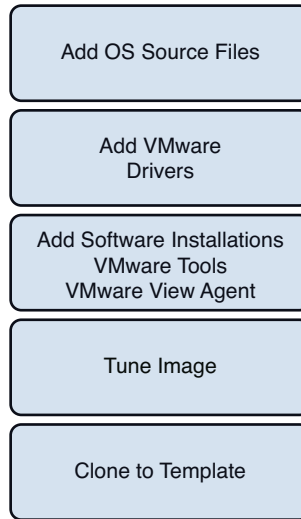 Add OS Source Files
Add VMware
Drivers
Add Software Installations
VMware Tools
VMware View Agent
Tune Image
Clone to Template